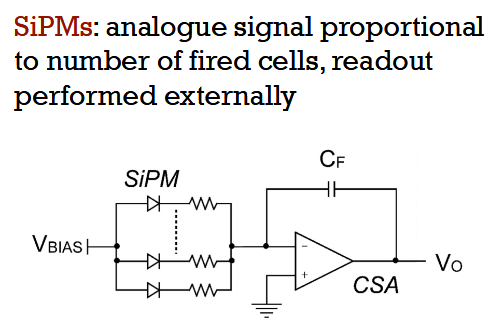 SiPMs: analogue signal proportional
to number of fired cells, readout
performed externally
CF
SiPM
VBIAS
-
+
VO
CSA